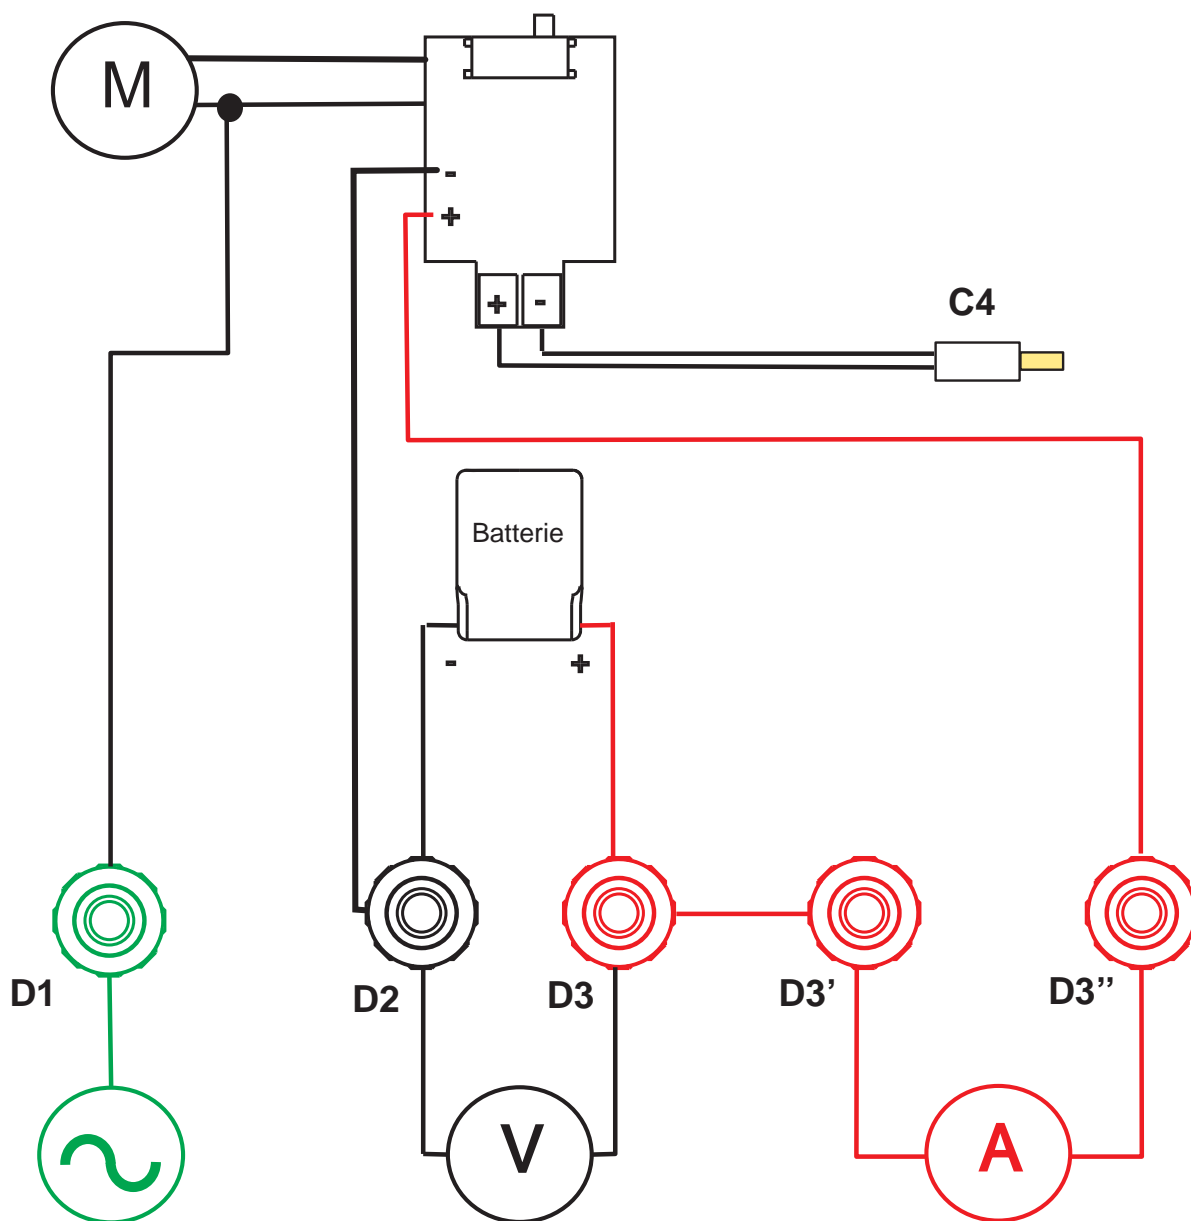 M
-
+
+ -
C4
Batterie
- +
D1
D2
D3
D3’
D3’’
V
A